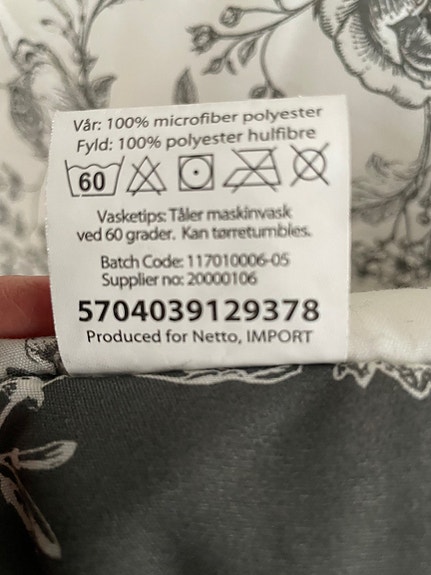 Vår: 100% microfiber polyester
Fyld: 100% polyester hulfibre
60
Vasketips: Tåler maskinvask
ved 60 grader. Kan tørretumbles.
Batch Code: 117010006-05
Supplier no: 20000106
5704039129378
Produced for Netto, IMPORT